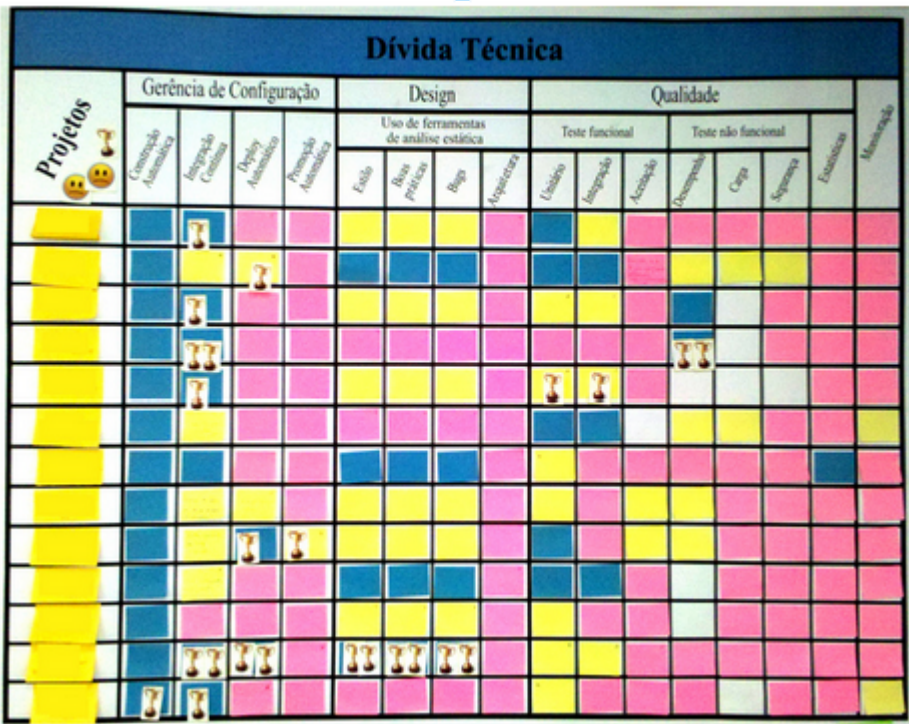 Dívida Técnica
Projetos
Gerência de Configuração
Design
Qualidade
Uso de ferramentas
de análise estática
Teste funcional
Teste não funcional
Construção
Automática
Integração
Contínua
Deploy
Automático
Promoção
Automática
Estilo
Boas
práticas
Bugs
Arquitetura
Unitário
Integração
Aceitação
Desempenho
Carga
Segurança
Estatísticas
Monitoração